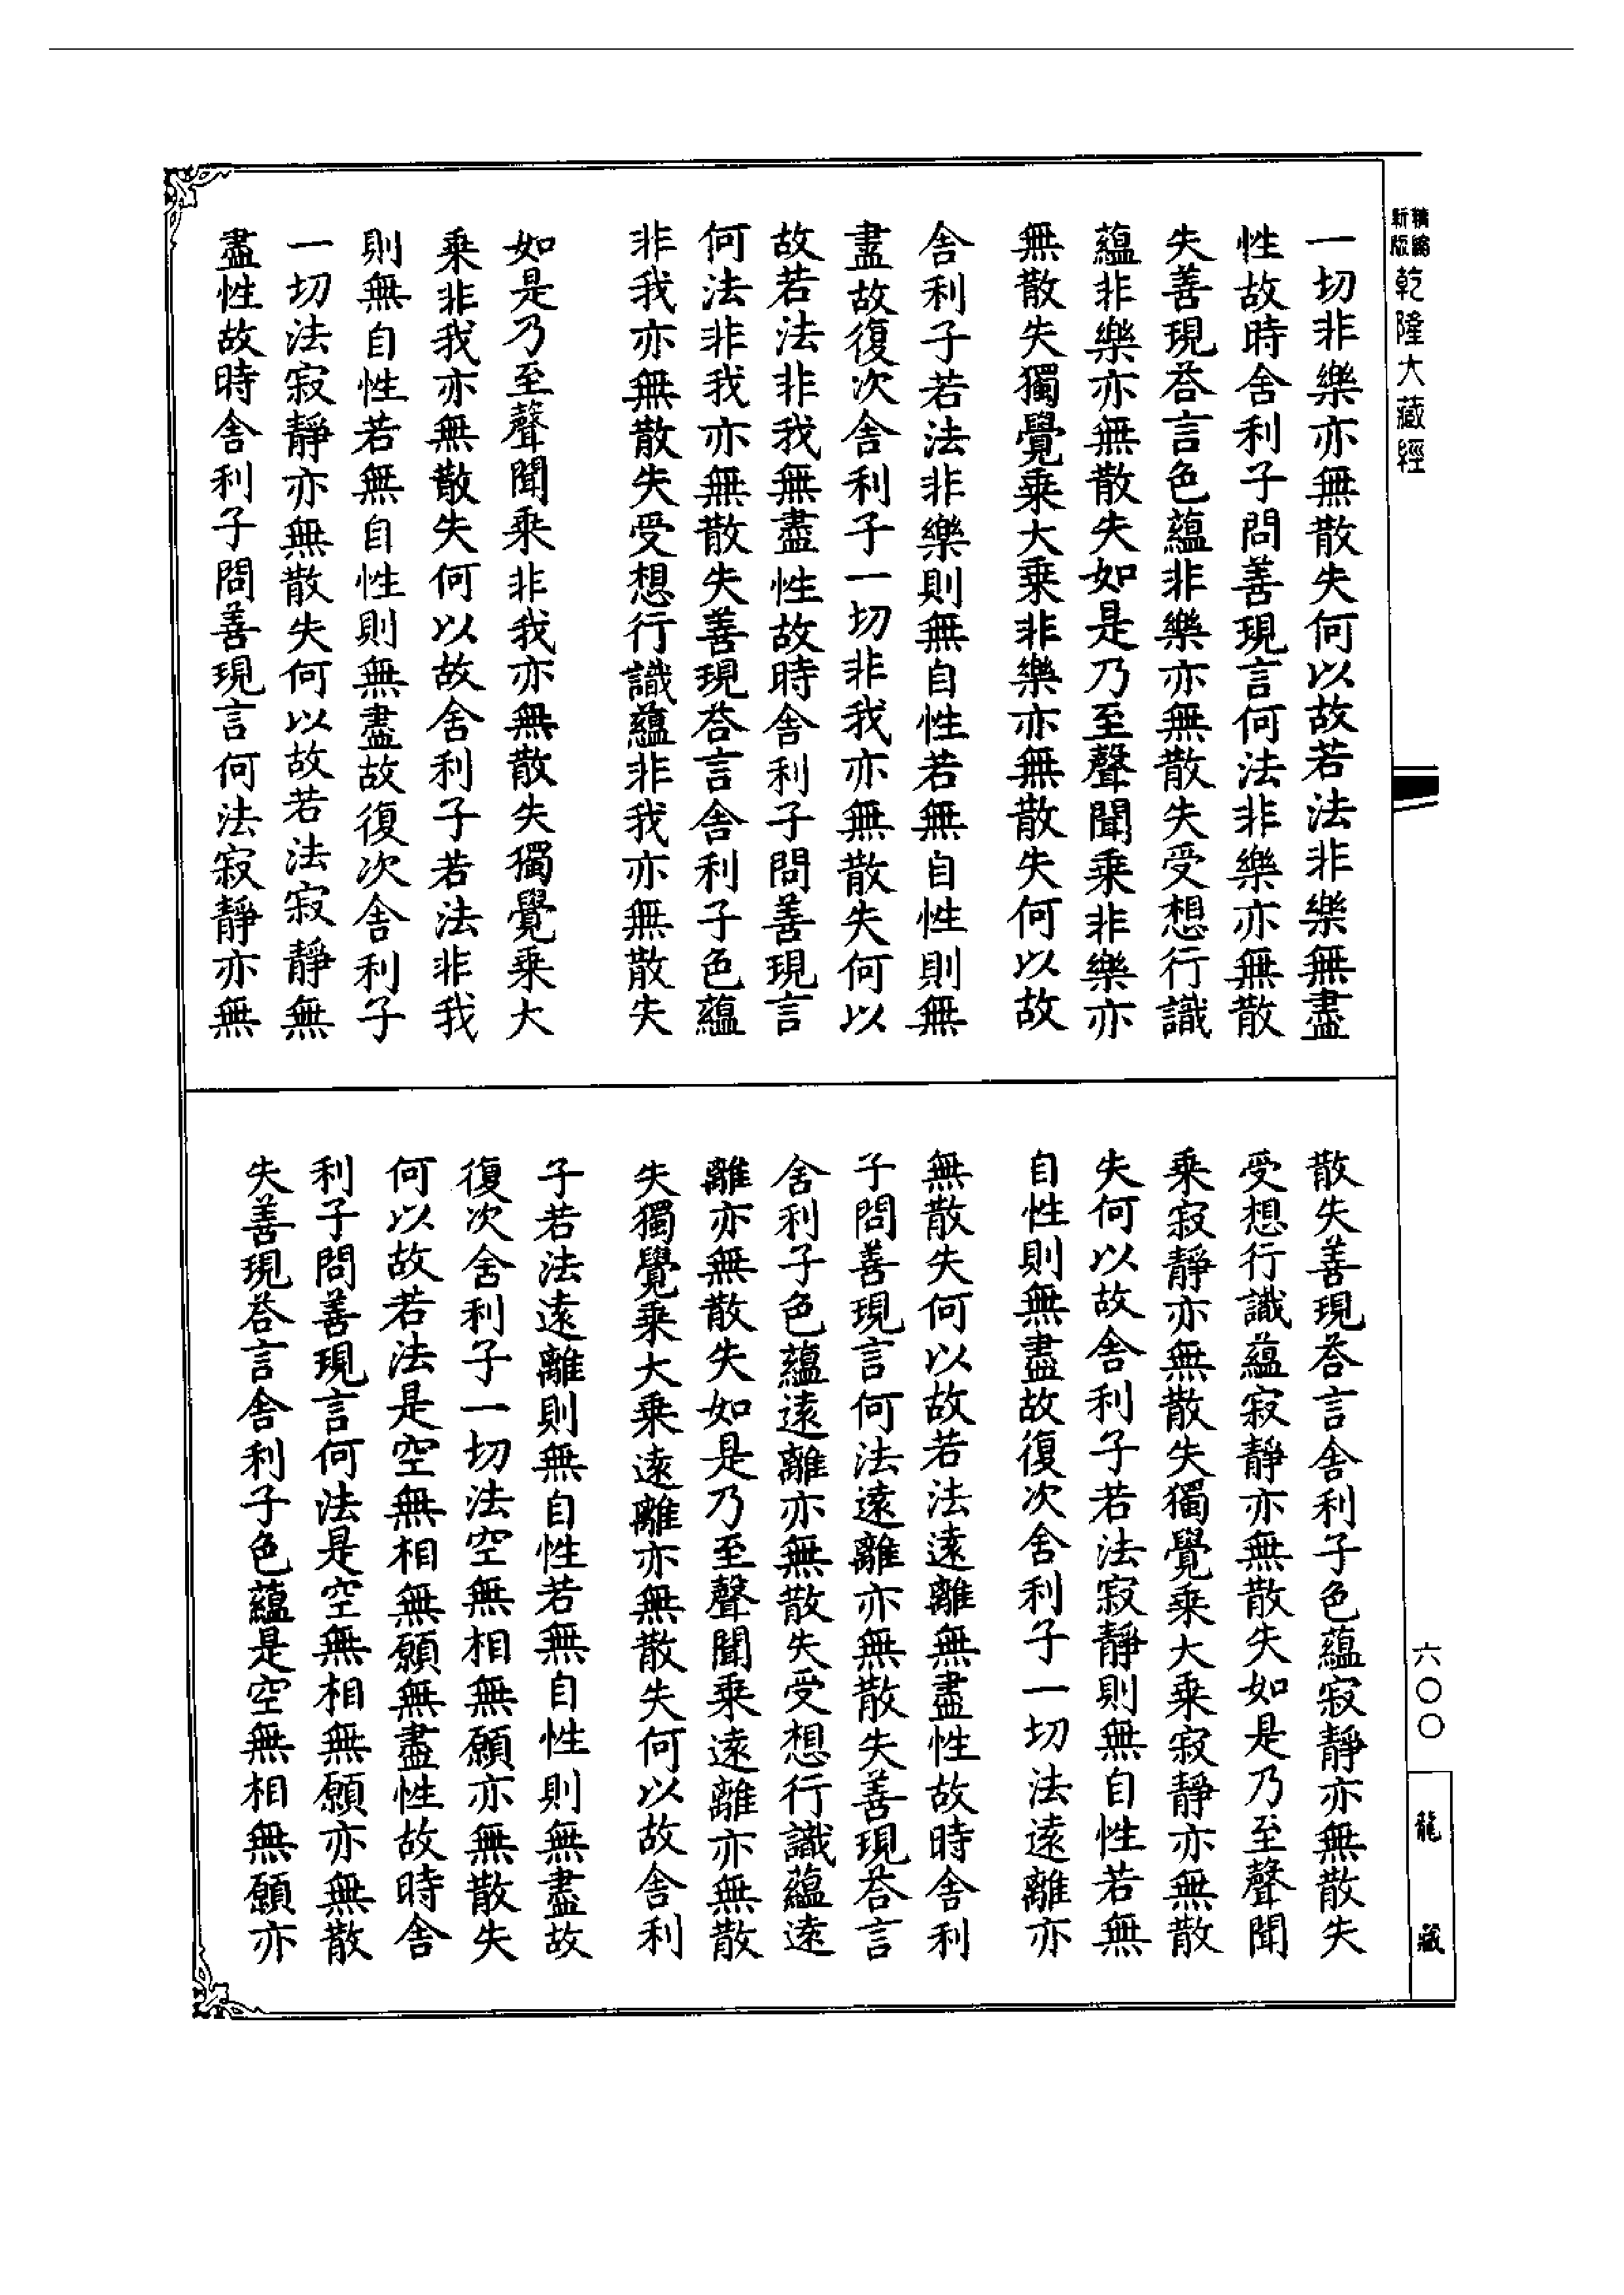 新版精編乾隆大藏經
一切非樂亦無散失何以故若法非樂無盡
性故時舍利子問善現言何法非樂亦無散
失善現荅言色蘊非樂亦無散失受想行識
蘊非樂亦無散失如是乃至聲聞乘非樂亦
無散失獨覺乘大乘非樂亦無散失何以故
舍利子若法非樂則無自性若無自性則無
盡故復次舍利子一切非我亦無散失何以
故若法非我無盡性故時舍利子問善現言
何法非我亦無散失善現荅言舍利子色蘊
非我亦無散失受想行識蘊非我亦無散失
如是乃至聲聞乘非我亦無散失獨覺乘大
乘非我亦無散失何以故舍利子若法非我
則無自性若無自性則無盡故復次舍利子
一切法寂靜亦無散失何以故若法寂靜無
盡性故時舍利子問善現言何法寂靜亦無
散失善現荅言舍利子色蘊寂靜亦無散失
受想行識蘊寂靜亦無散失如是乃至聲聞
乘寂靜亦無散失獨覺乘大乘寂靜亦無散
失何以故舍利子若法寂靜則無自性若無
自性則無盡故復次舍利子一切法遠離亦
無散失何以故若法遠離無盡性故時舍利
子問善現言何法遠離亦無散失善現荅言
舍利子色蘊遠離亦無散失受想行識蘊遠
離亦無散失如是乃至聲聞乘遠離亦無散
失獨覺乘大乘遠離亦無散失何以故舍利
子若法遠離則無自性若無自性則無盡故
復次舍利子一切法空無相無願亦無散失
何以故若法是空無相無願無盡性故時舍
利子問善現言何法是空無相無願亦無散
失善現荅言舍利子色蘊是空無相無願亦
六〇〇
龍藏